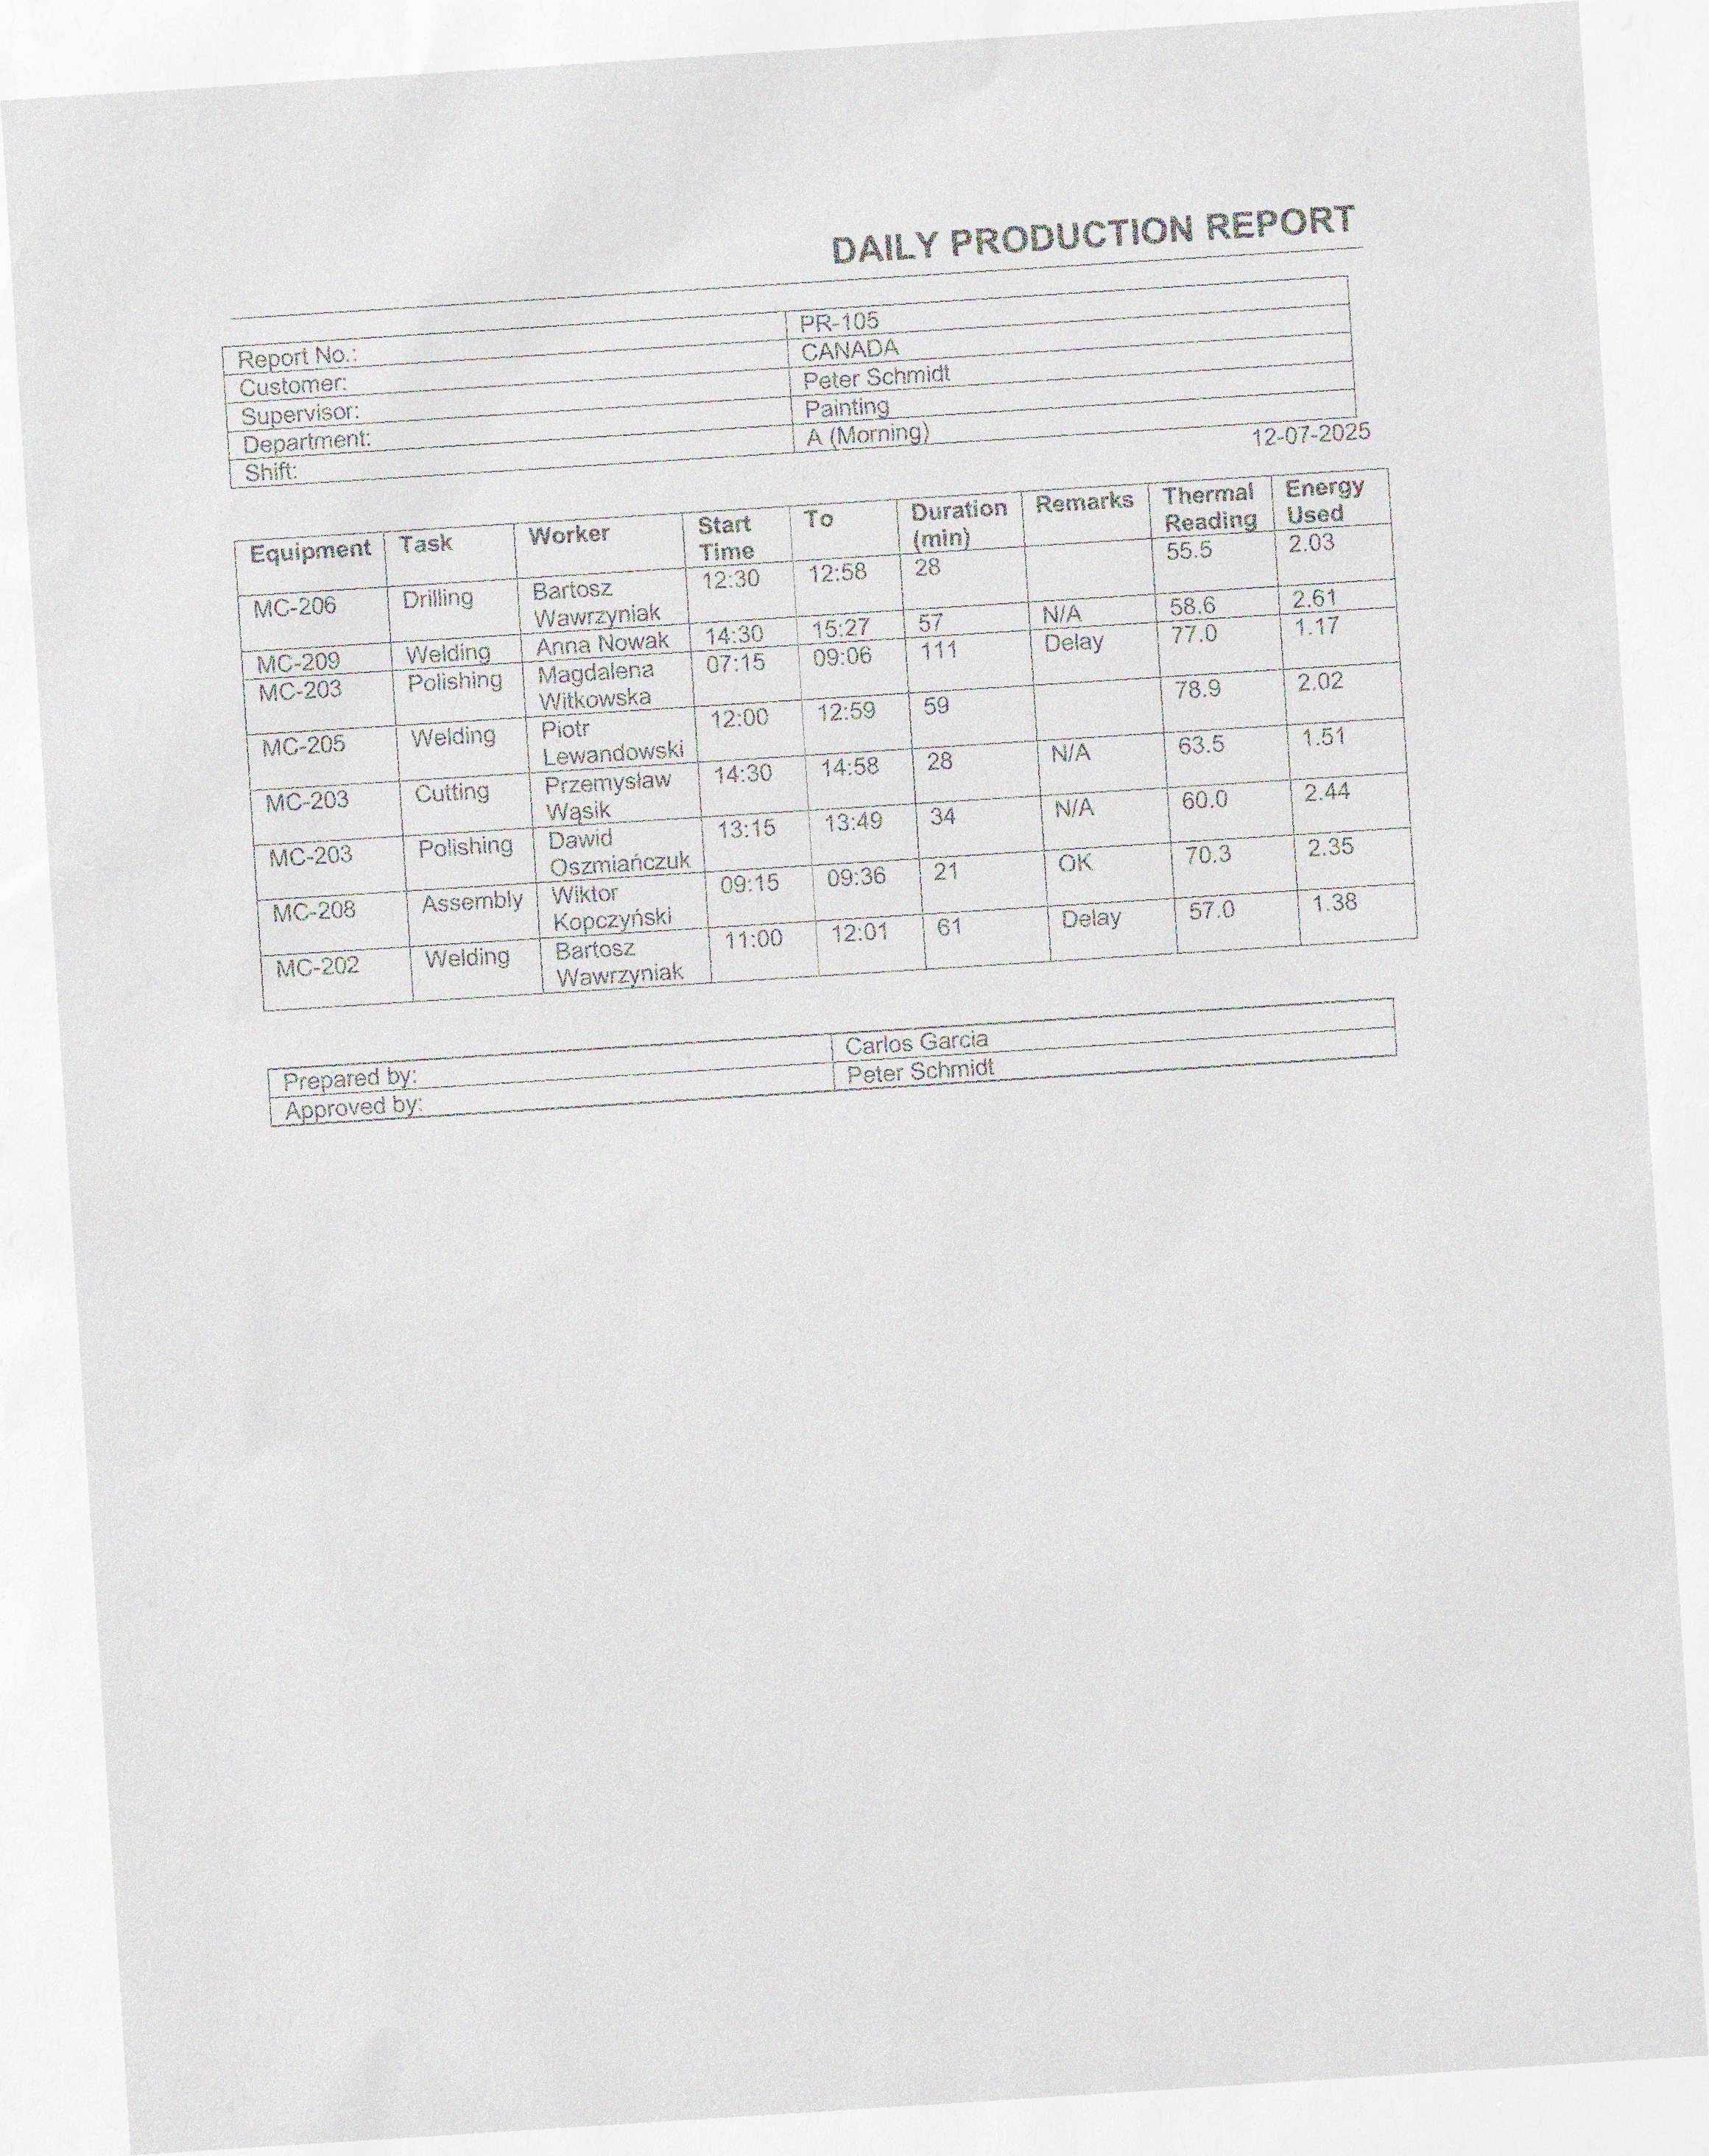 DAILY PRODUCTION REPORT
Report No.: PR-105
Customer: CANADA
Supervisor: Peter Schmidt
Department: Painting
Shift: A (Morning)
12-07-2025
Equipment Task Worker Start Time To Duration (min) Remarks Thermal Reading Energy Used
MC-206 Drilling Bartosz Wawrzyniak 12:30 12:58 28 55.5 2.03
MC-209 Welding Anna Nowak 14:30 15:27 57 N/A 58.6 2.61
MC-203 Polishing Magdalena Witkowska 07:15 09:06 111 Delay 77.0 1.17
MC-205 Welding Piotr Lewandowski 12:00 12:59 59 78.9 2.02
MC-203 Cutting Przemysław Wąsik 14:30 14:58 28 N/A 63.5 1.51
MC-203 Polishing Dawid Oszmiańczuk 13:15 13:49 34 N/A 60.0 2.44
MC-208 Assembly Wiktor Kopczyński 09:15 09:36 21 OK 70.3 2.35
MC-202 Welding Bartosz Wawrzyniak 11:00 12:01 61 Delay 57.0 1.38
Prepared by: Carlos Garcia
Approved by: Peter Schmidt